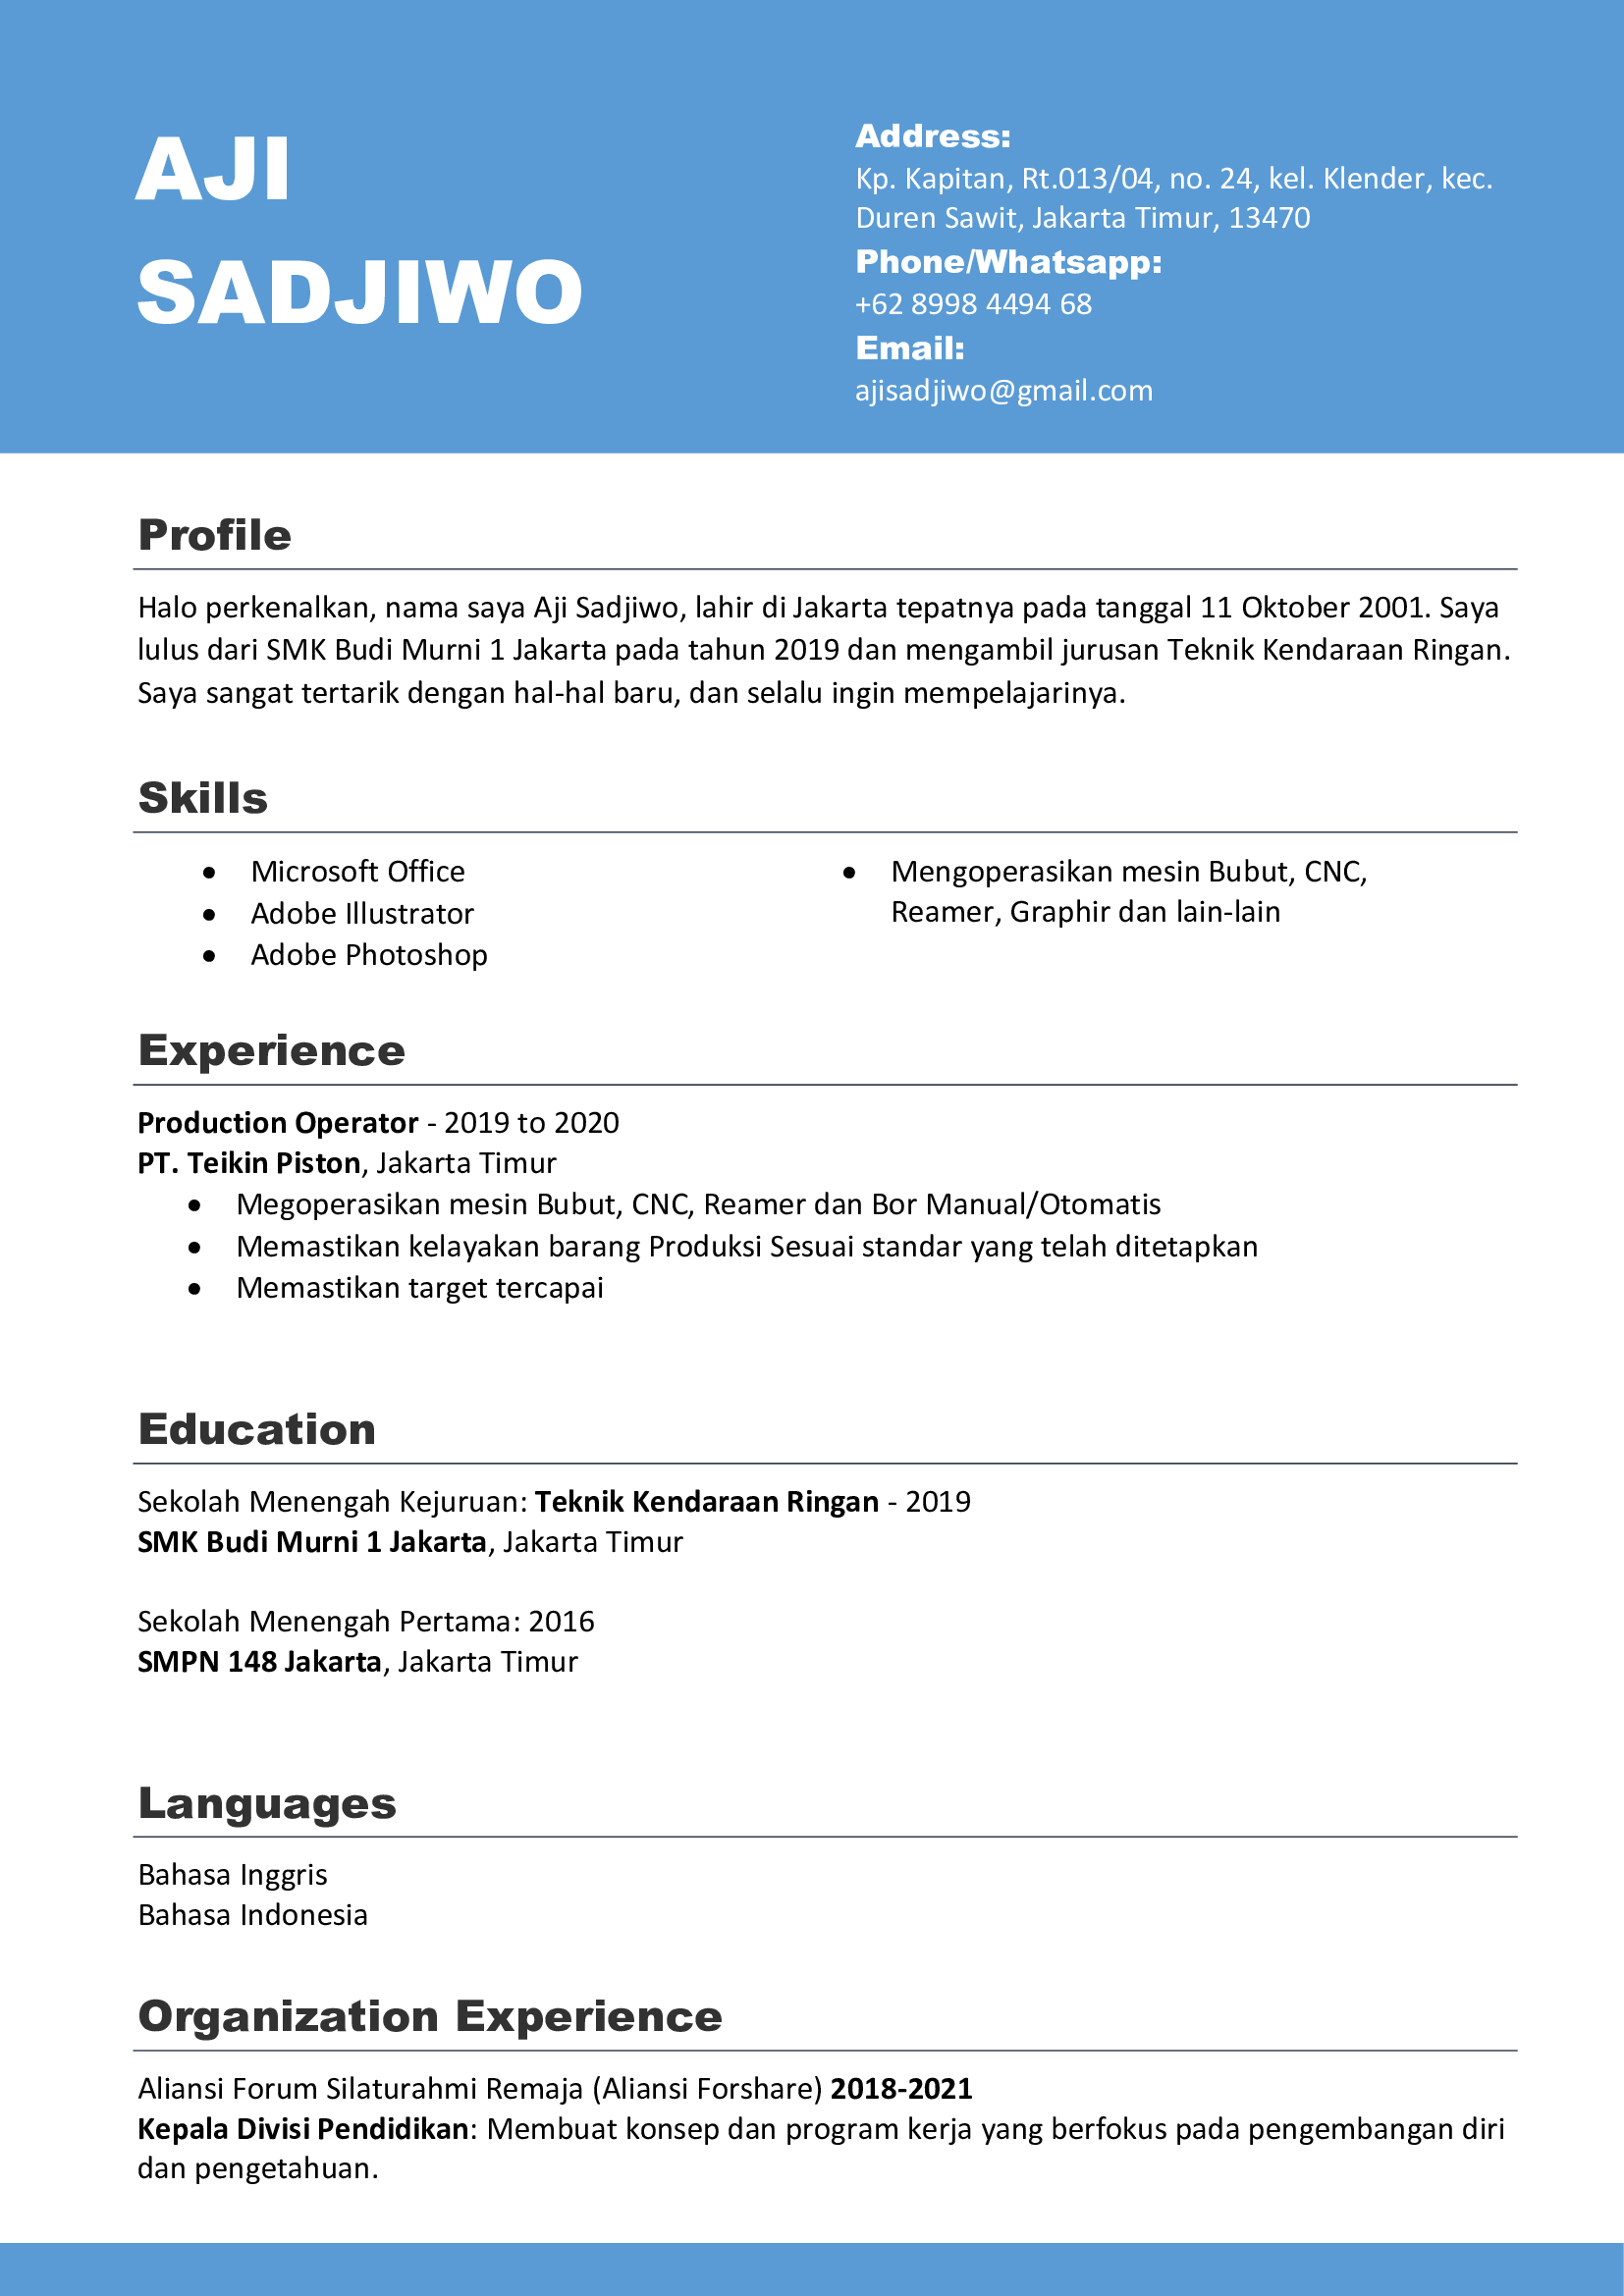 AJI
SADJIWO
Address:
Kp. Kapitan, Rt.013/04, no. 24, kel. Klender, kec.
Duren Sawit, Jakarta Timur, 13470
Phone/Whatsapp:
+62 8998 4494 68
Email:
ajisadjiwo@gmail.com
Profile
Halo perkenalkan, nama saya Aji Sadjiwo, lahir di Jakarta tepatnya pada tanggal 11 Oktober 2001. Saya
lulus dari SMK Budi Murni 1 Jakarta pada tahun 2019 dan mengambil jurusan Teknik Kendaraan Ringan.
Saya sangat tertarik dengan hal-hal baru, dan selalu ingin mempelajarinya.
Skills
• Microsoft Office
• Adobe Illustrator
• Adobe Photoshop
• Mengoperasikan mesin Bubut, CNC,
Reamer, Graphir dan lain-lain
Experience
Production Operator - 2019 to 2020
PT. Teikin Piston, Jakarta Timur
• Megoperasikan mesin Bubut, CNC, Reamer dan Bor Manual/Otomatis
• Memastikan kelayakan barang Produksi Sesuai standar yang telah ditetapkan
• Memastikan target tercapai
Education
Sekolah Menengah Kejuruan: Teknik Kendaraan Ringan - 2019
SMK Budi Murni 1 Jakarta, Jakarta Timur
Sekolah Menengah Pertama: 2016
SMPN 148 Jakarta, Jakarta Timur
Languages
Bahasa Inggris
Bahasa Indonesia
Organization Experience
Aliansi Forum Silaturahmi Remaja (Aliansi Forshare) 2018-2021
Kepala Divisi Pendidikan: Membuat konsep dan program kerja yang berfokus pada pengembangan diri
dan pengetahuan.